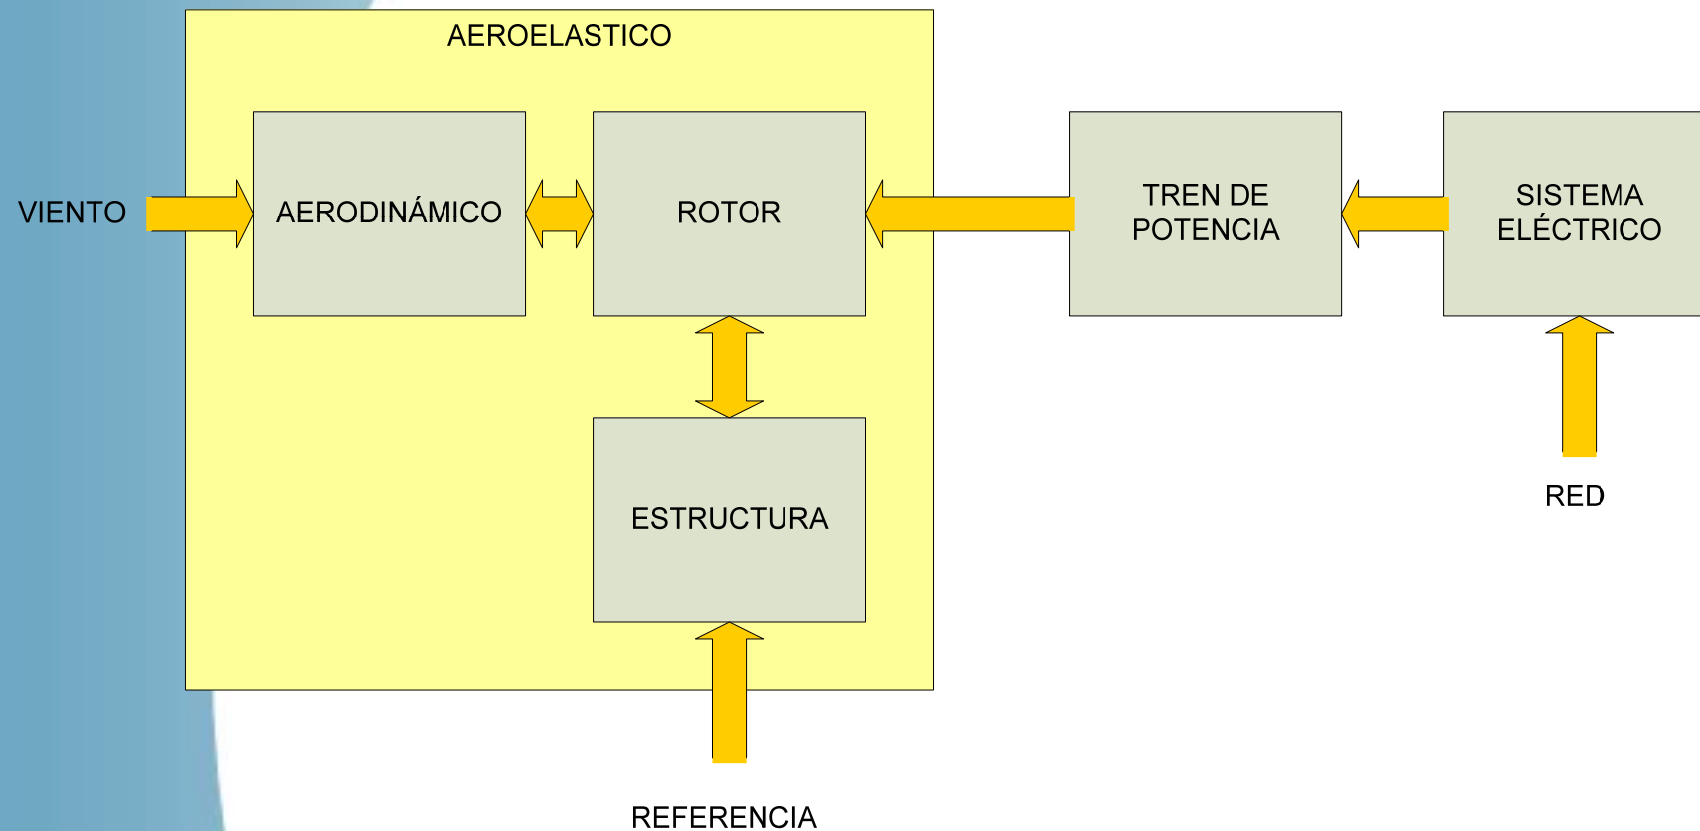 AEROELASTICO
VIENTO
AERODINÁMICO
ROTOR
TREN DE
POTENCIA
SISTEMA
ELÉCTRICO
ESTRUCTURA
RED
REFERENCIA